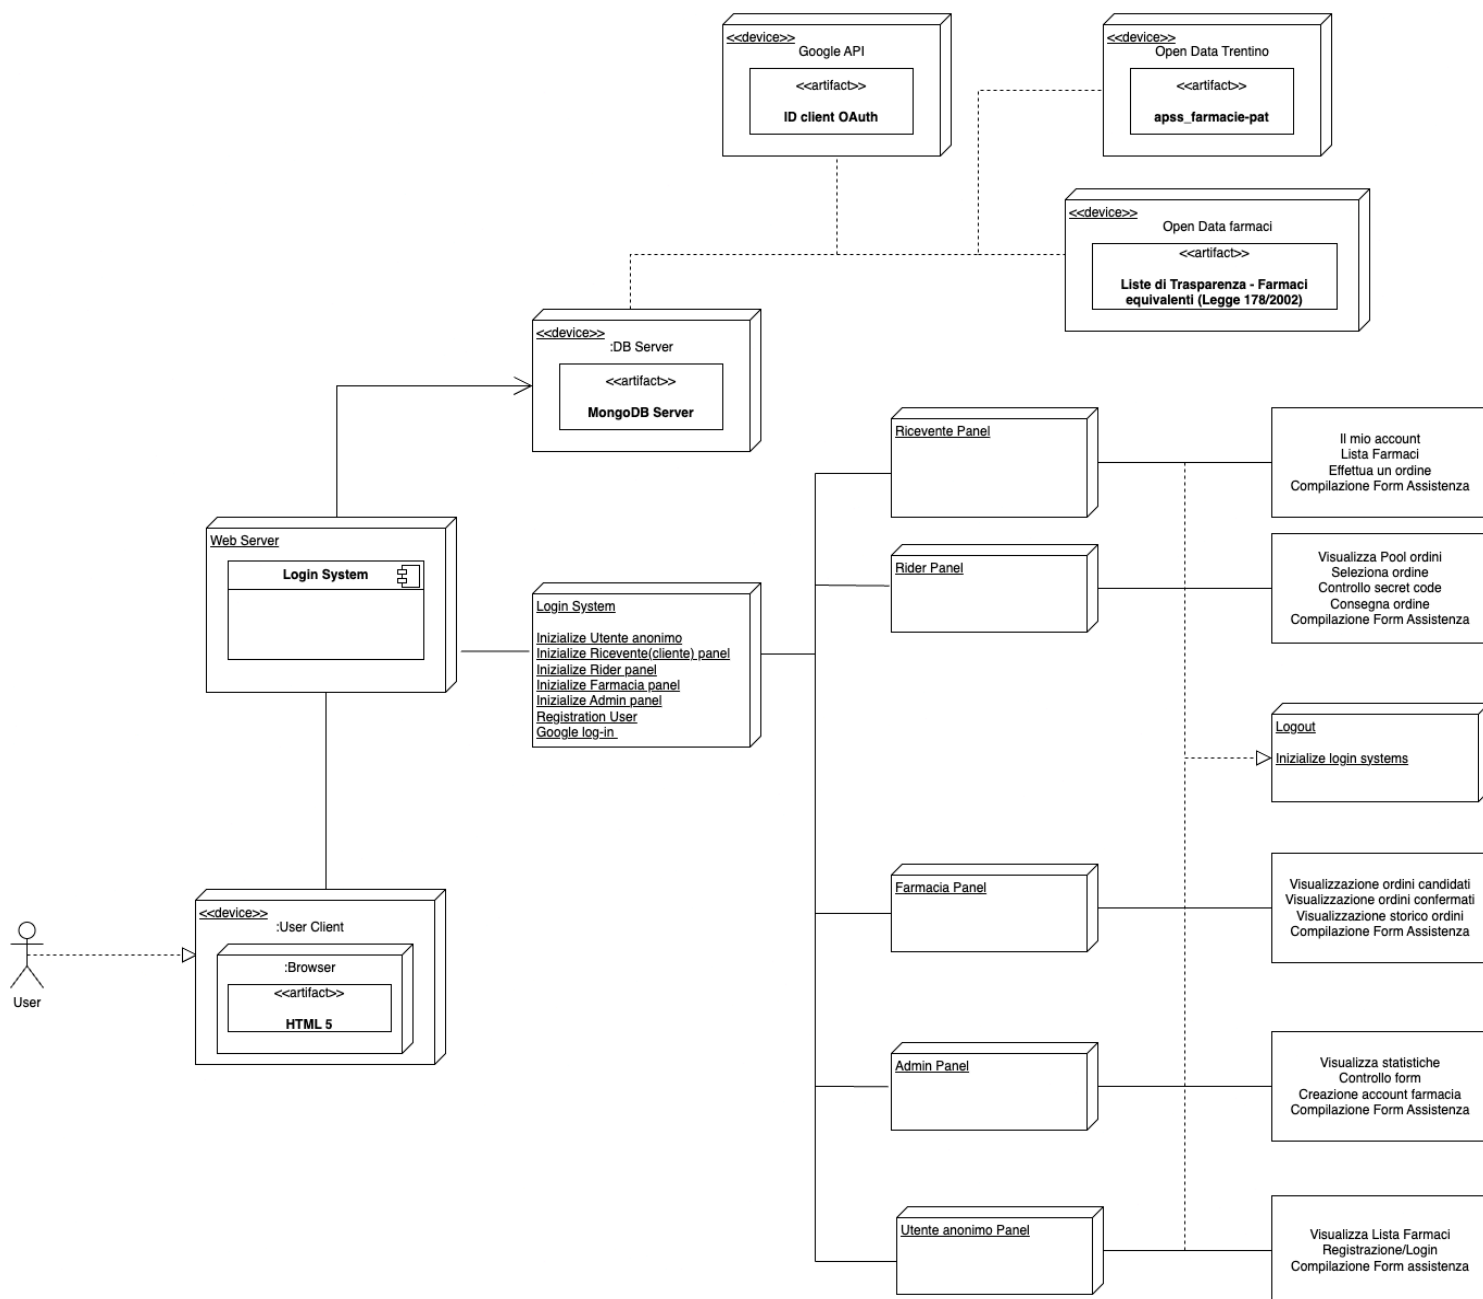 <<device>>
Google API
<<artifact>>
ID client OAuth
<<device>>
Open Data Trentino
<<artifact>>
apss_farmacie-pat
<<device>>
Open Data farmaci
<<artifact>>
Liste di Trasparenza - Farmaci
equivalenti (Legge 178/2002)
<<device>>
:DB Server
<<artifact>>
MongoDB Server
Web Server
Login System
Login System
Inizialize Utente anonimo
Inizialize Ricevente(cliente) panel
Inizialize Rider panel
Inizialize Farmacia panel
Inizialize Admin panel
Registration User
Google log-in
Ricevente Panel
Il mio account
Lista Farmaci
Effettua un ordine
Compilazione Form Assistenza
Rider Panel
Visualizza Pool ordini
Seleziona ordine
Controllo secret code
Consegna ordine
Compilazione Form Assistenza
Logout
Inizialize login systems
Farmacia Panel
Visualizzazione ordini candidati
Visualizzazione ordini confermati
Visualizzazione storico ordini
Compilazione Form Assistenza
<<device>>
:User Client
:Browser
<<artifact>>
HTML 5
User
Admin Panel
Visualizza statistiche
Controllo form
Creazione account farmacia
Compilazione Form Assistenza
Utente anonimo Panel
Visualizza Lista Farmaci
Registrazione/Login
Compilazione Form assistenza